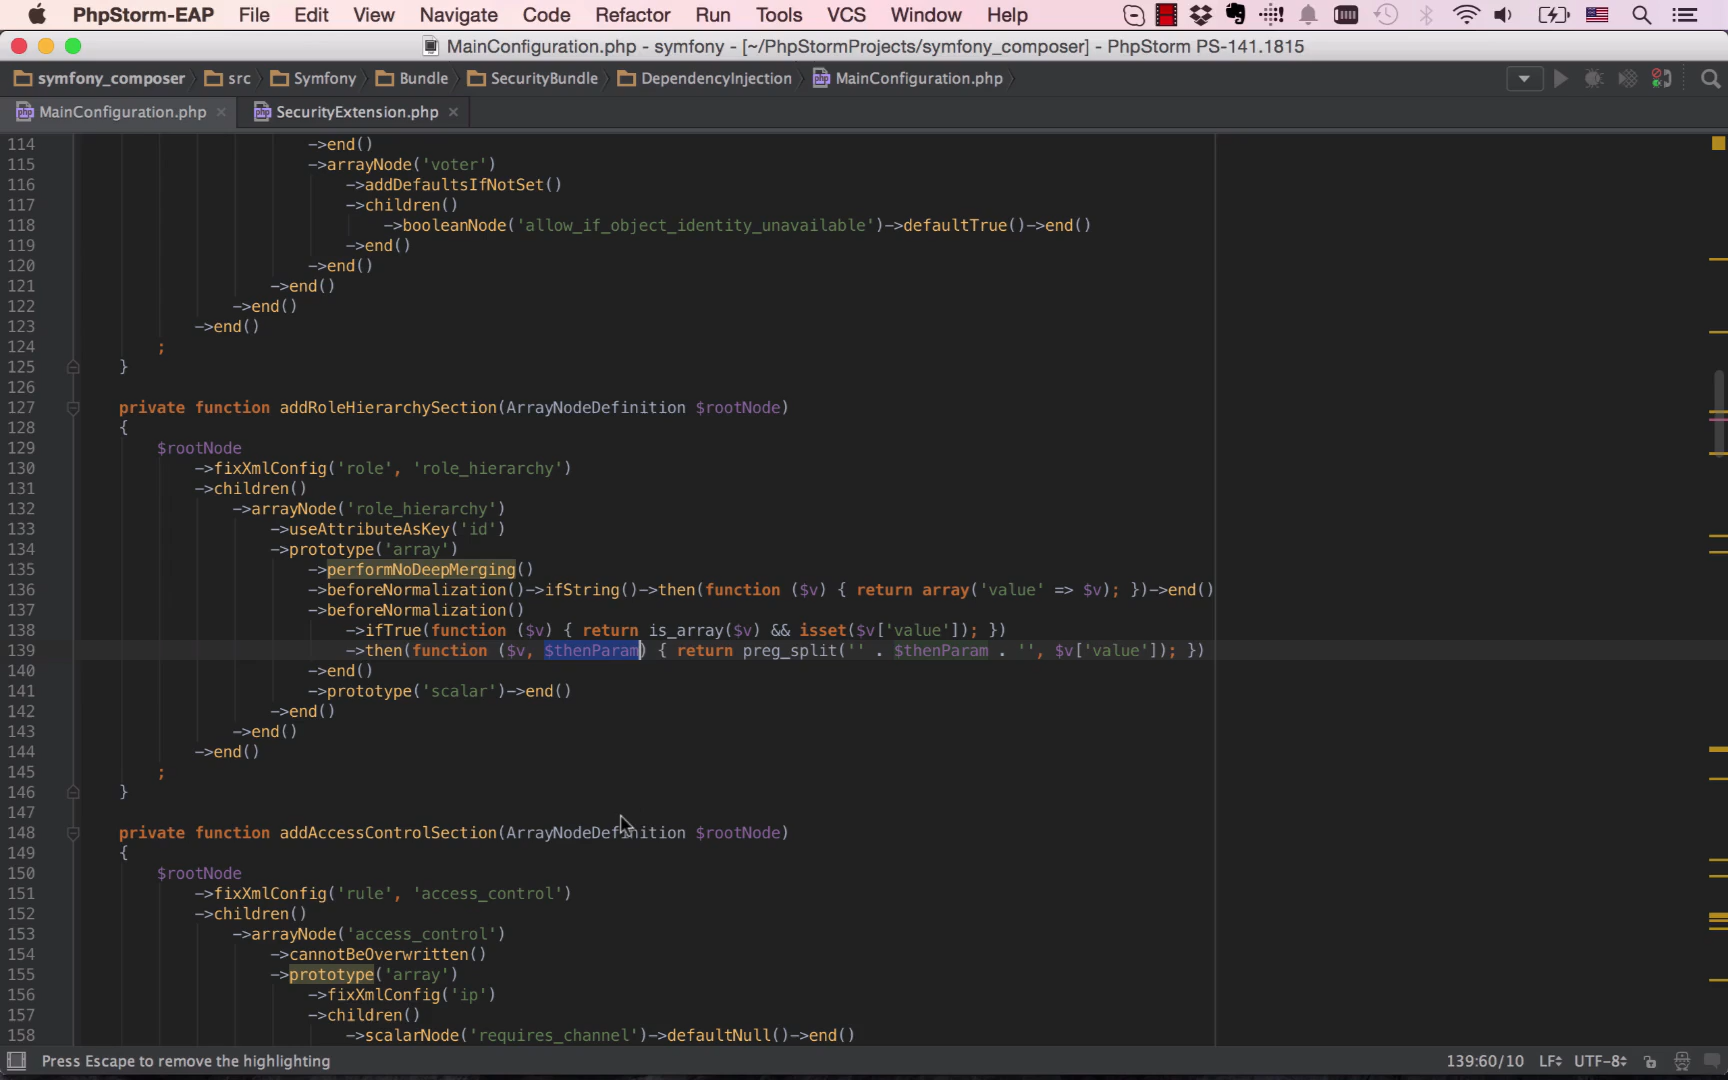 PhpStorm-EAP File Edit View Navigate Code Refactor Run Tools VCS Window Help
MainConfiguration.php - symfony - [~/PhpStormProjects/symfony_composer] - PhpStorm PS-141.1815
symfony_composer src Symfony Bundle SecurityBundle DependencyInjection MainConfiguration.php
MainConfiguration.php SecurityExtension.php
114 ->end()
115 ->arrayNode('voter')
116 ->addDefaultsIfNotSet()
117 ->children()
118 ->booleanNode('allow_if_object_identity_unavailable')->defaultTrue()->end()
119 ->end()
120 ->end()
121 ->end()
122 ->end()
123 ->end()
124 ;
125 }
126
127 private function addRoleHierarchySection(ArrayNodeDefinition $rootNode)
128 {
129 $rootNode
130 ->fixXmlConfig('role', 'role_hierarchy')
131 ->children()
132 ->arrayNode('role_hierarchy')
133 ->useAttributeAsKey('id')
134 ->prototype('array')
135 ->performNoDeepMerging()
136 ->beforeNormalization()->ifString()->then(function ($v) { return array('value' => $v); })->end()
137 ->beforeNormalization()
138 ->ifTrue(function ($v) { return is_array($v) && isset($v['value']); })
139 ->then(function ($v, $thenParam) { return preg_split('' . $thenParam . '', $v['value']); })
140 ->end()
141 ->prototype('scalar')->end()
142 ->end()
143 ->end()
144 ->end()
145 ;
146 }
147
148 private function addAccessControlSection(ArrayNodeDefinition $rootNode)
149 {
150 $rootNode
151 ->fixXmlConfig('rule', 'access_control')
152 ->children()
153 ->arrayNode('access_control')
154 ->cannotBeOverwritten()
155 ->prototype('array')
156 ->fixXmlConfig('ip')
157 ->children()
158 ->scalarNode('requires_channel')->defaultNull()->end()
Press Escape to remove the highlighting 139:60/10 LF UTF-8